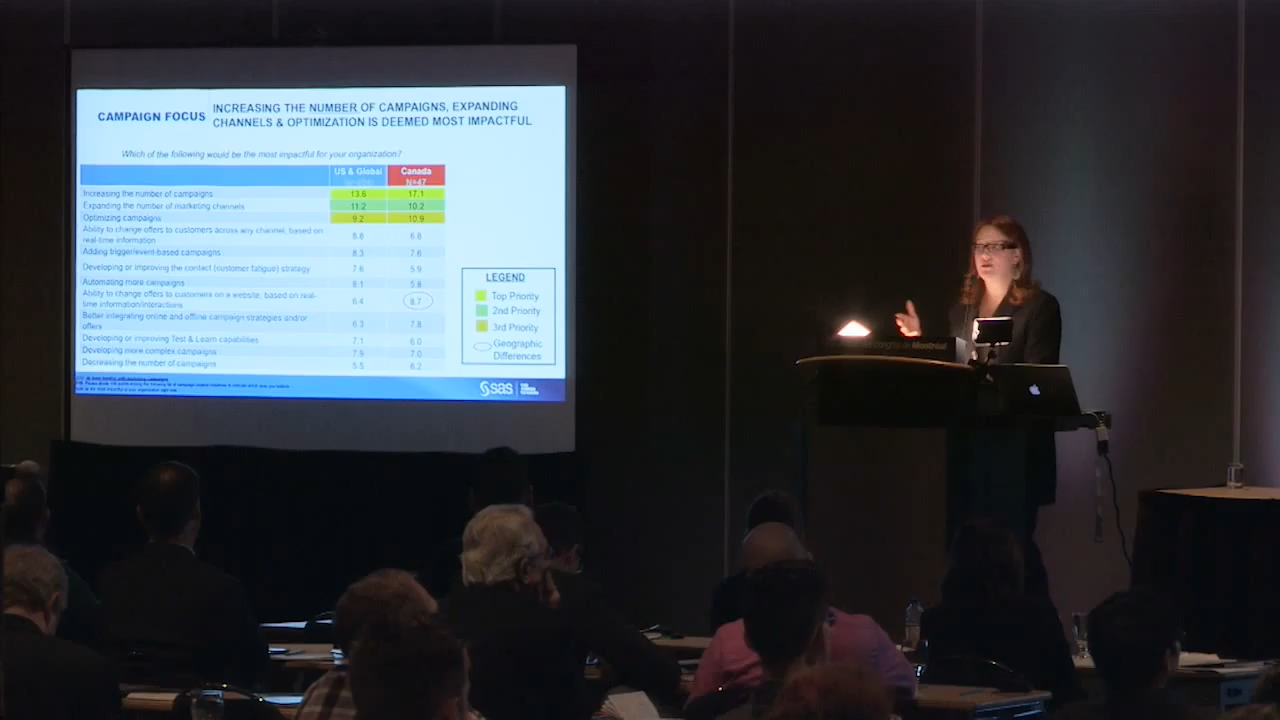 CAMPAIGN FOCUS
INCREASING THE NUMBER OF CAMPAIGNS, EXPANDING
CHANNELS & OPTIMIZATION IS DEEMED MOST IMPACTFUL
Which of the following would be the most impactful for your organization?
US & Global Canada
N=47
Increasing the number of campaigns 13.6 17.1
Expanding the number of marketing channels 11.2 10.2
Optimizing campaigns 9.2 10.9
Ability to change offers to customers across any channel, based on
real-time information 8.8 6.8
Adding trigger/event-based campaigns 8.3 7.6
Developing or improving the contact (customer fatigue) strategy 7.6 5.9
Automating more campaigns 8.1 5.8
Ability to change offers to customers on a website, based on real-
time information/interactions 6.4 8.7
Better integrating online and offline campaign strategies and/or
offers 6.3 7.8
Developing or improving Test & Learn capabilities 7.1 6.0
Developing more complex campaigns 7.9 7.0
Decreasing the number of campaigns 5.5 6.2
LEGEND
Top Priority
2nd Priority
3rd Priority
Geographic
Differences
sas
THE
POWER
TO KNOW
Montréal